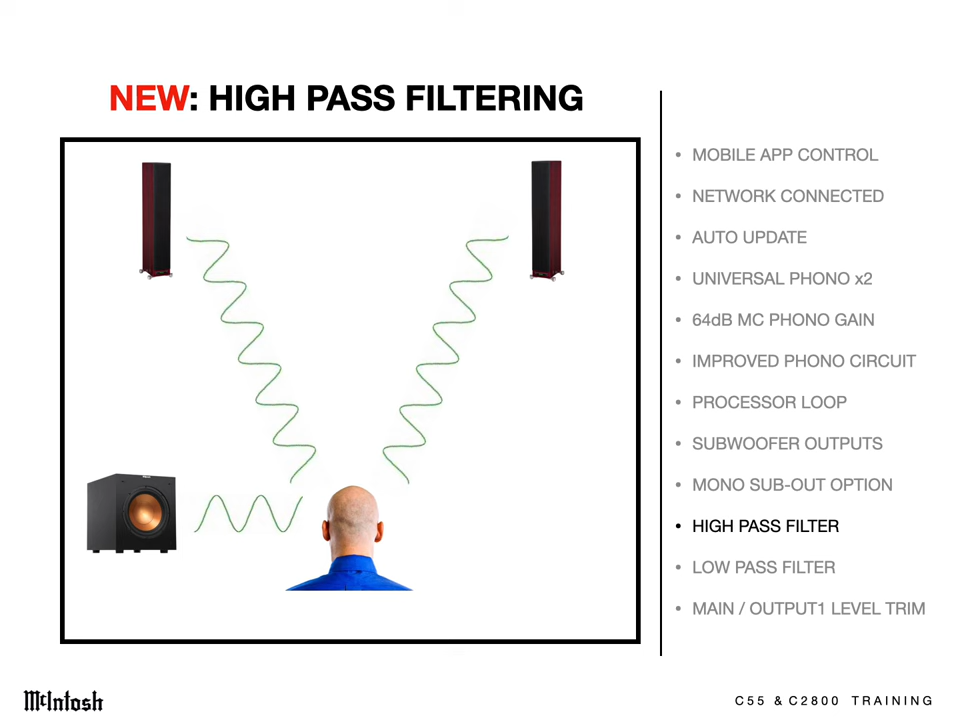 NEW: HIGH PASS FILTERING
• MOBILE APP CONTROL
• NETWORK CONNECTED
• AUTO UPDATE
• UNIVERSAL PHONO x2
• 64dB MC PHONO GAIN
• IMPROVED PHONO CIRCUIT
• PROCESSOR LOOP
• SUBWOOFER OUTPUTS
• MONO SUB-OUT OPTION
• HIGH PASS FILTER
• LOW PASS FILTER
• MAIN / OUTPUT1 LEVEL TRIM
McIntosh
C55 & C2800 TRAINING